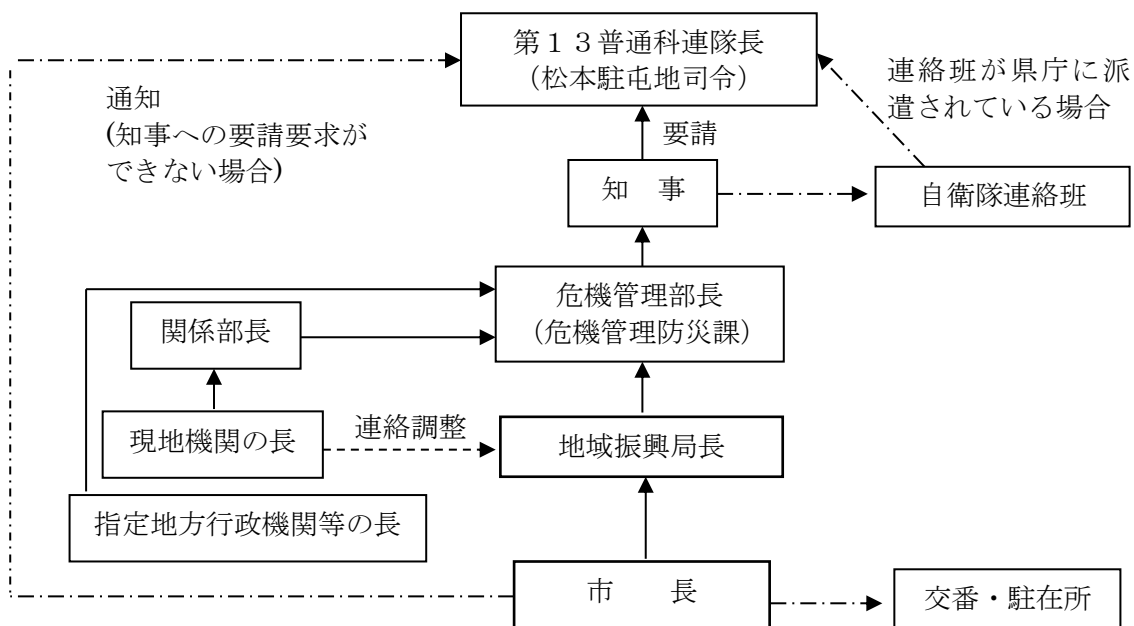 第１３普通科連隊長
（松本駐屯地司令）
連絡班が県庁に派
遣されている場合
通知
(知事への要請要求が
できない場合)
要請
知　事
自衛隊連絡班
危機管理部長
（危機管理防災課）
関係部長
現地機関の長
連絡調整
地域振興局長
指定地方行政機関等の長
市　　長
交番・駐在所